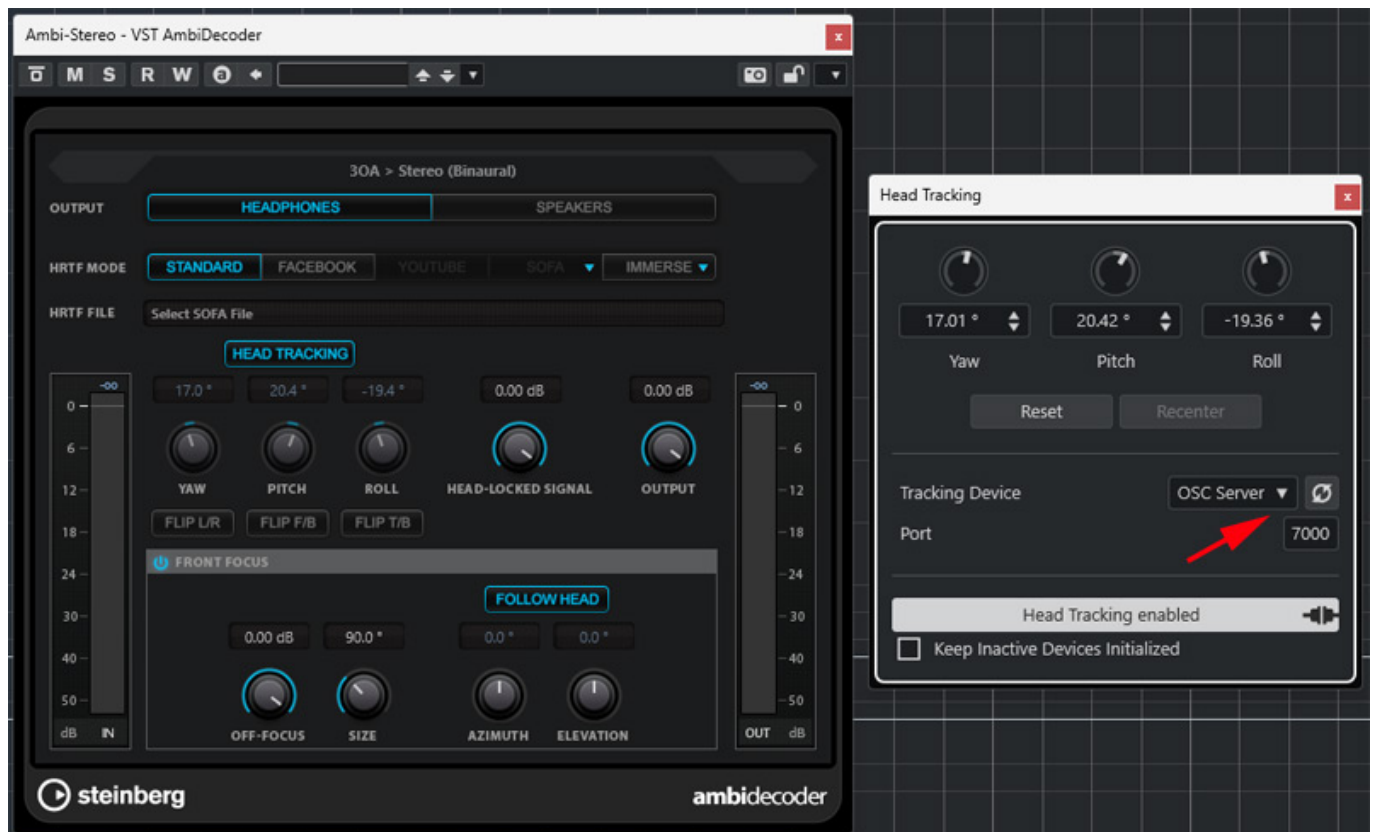 Ambi-Stereo - VST AmbiDecoder
M S R W a
3OA > Stereo (Binaural)
OUTPUT HEADPHONES SPEAKERS
HRTF MODE STANDARD FACEBOOK YOUTUBE SOFA IMMERSE
HRTF FILE Select SOFA File
HEAD TRACKING
-∞ 17.0 ° 20.4 ° -19.4 ° 0.00 dB 0.00 dB -∞
0 0
6 6
12 YAW PITCH ROLL HEAD-LOCKED SIGNAL OUTPUT 12
18 FLIP L/R FLIP F/B FLIP T/B 18
24 FRONT FOCUS 24
FOLLOW HEAD
30 30
0.00 dB 90.0 ° 0.0 ° 0.0 °
40 40
50 50
dB IN OFF-FOCUS SIZE AZIMUTH ELEVATION OUT dB
steinberg ambidecoder
Head Tracking
17.01 ° 20.42 ° -19.36 °
Yaw Pitch Roll
Reset Recenter
Tracking Device OSC Server
Port 7000
Head Tracking enabled
Keep Inactive Devices Initialized